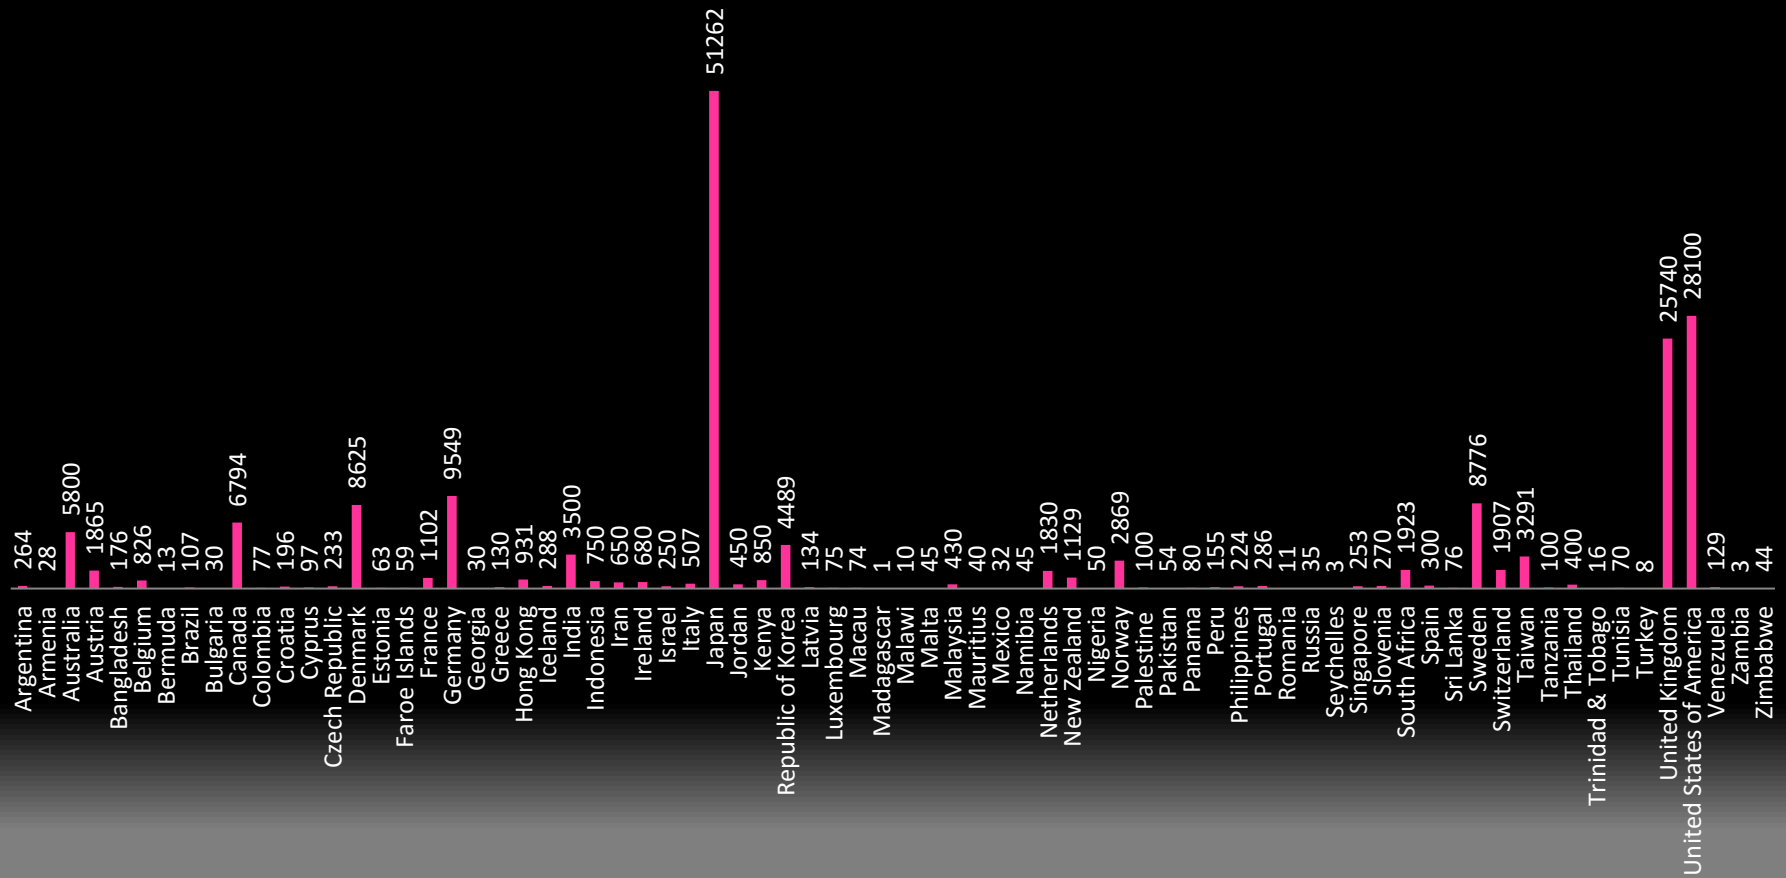 264
28
5800
1865
176
826
13
107
30
6794
77
196
97
233
8625
63
59
1102
9549
30
130
931
288
3500
750
650
680
250
507
51262
450
850
4489
134
75
74
1
10
45
430
40
32
45
1830
1129
50
2869
100
54
80
155
224
286
11
35
3
253
270
1923
300
76
8776
1907
3291
100
400
16
70
8
25740
28100
129
3
44
Argentina
Armenia
Australia
Austria
Bangladesh
Belgium
Bermuda
Brazil
Bulgaria
Canada
Colombia
Croatia
Cyprus
Czech Republic
Denmark
Estonia
Faroe Islands
France
Germany
Georgia
Greece
Hong Kong
Iceland
India
Indonesia
Iran
Ireland
Israel
Italy
Japan
Jordan
Kenya
Republic of Korea
Latvia
Luxembourg
Macau
Madagascar
Malawi
Malta
Malaysia
Mauritius
Mexico
Namibia
Netherlands
New Zealand
Nigeria
Norway
Palestine
Pakistan
Panama
Peru
Philippines
Portugal
Romania
Russia
Seychelles
Singapore
Slovenia
South Africa
Spain
Sri Lanka
Sweden
Switzerland
Taiwan
Tanzania
Thailand
Trinidad & Tobago
Tunisia
Turkey
United Kingdom
United States of America
Venezuela
Zambia
Zimbabwe